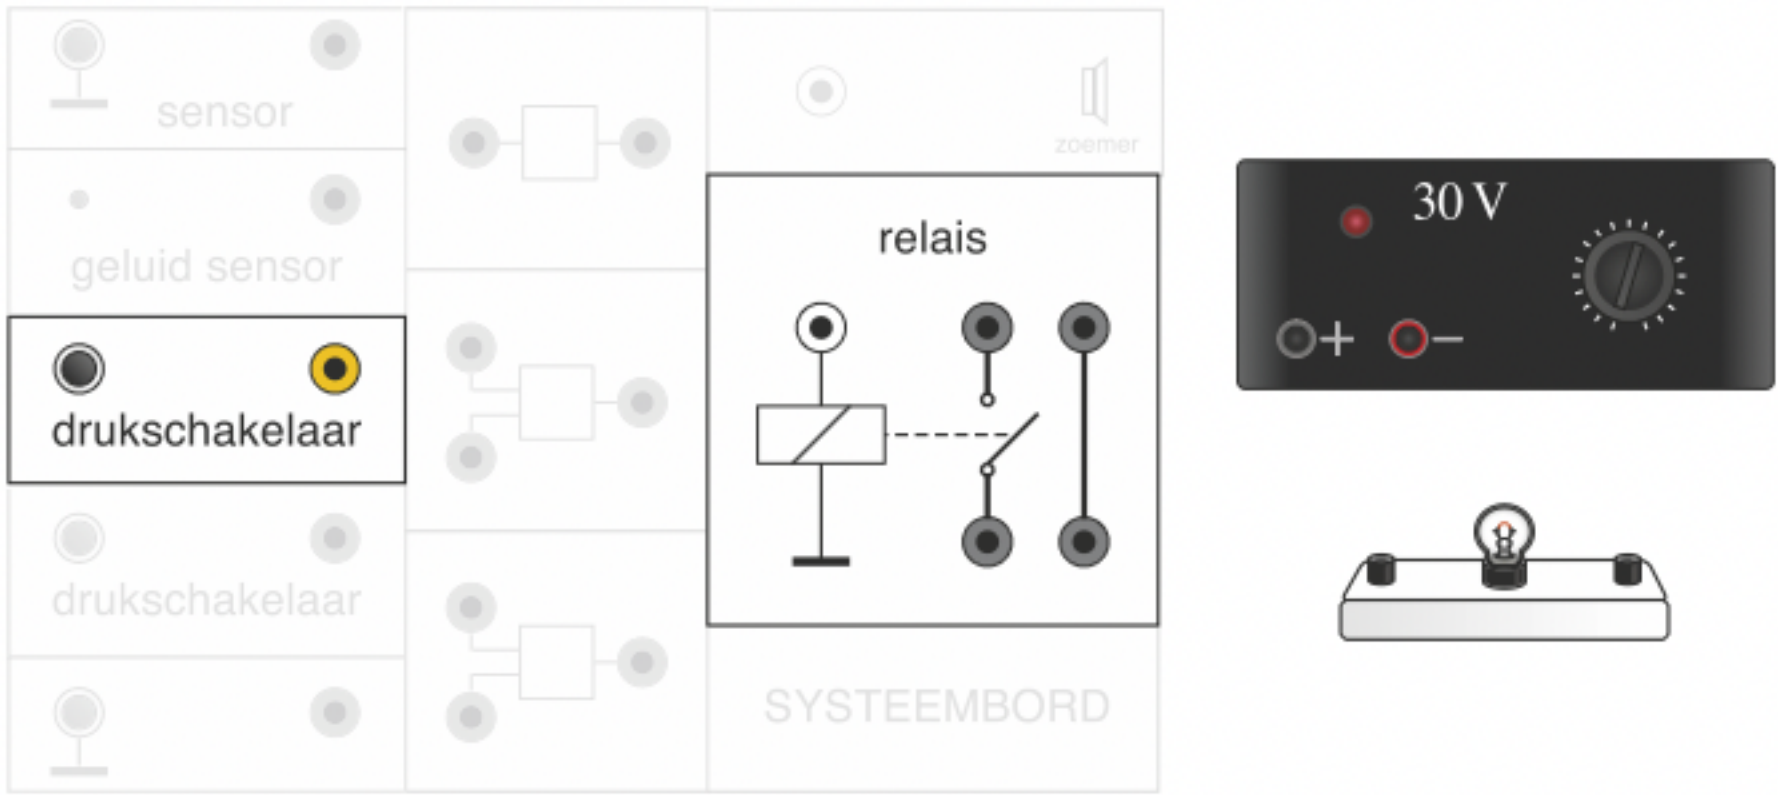 sensor
zoemer
geluid sensor
relais
30 V
+ −
drukschakelaar
drukschakelaar
SYSTEEMBORD